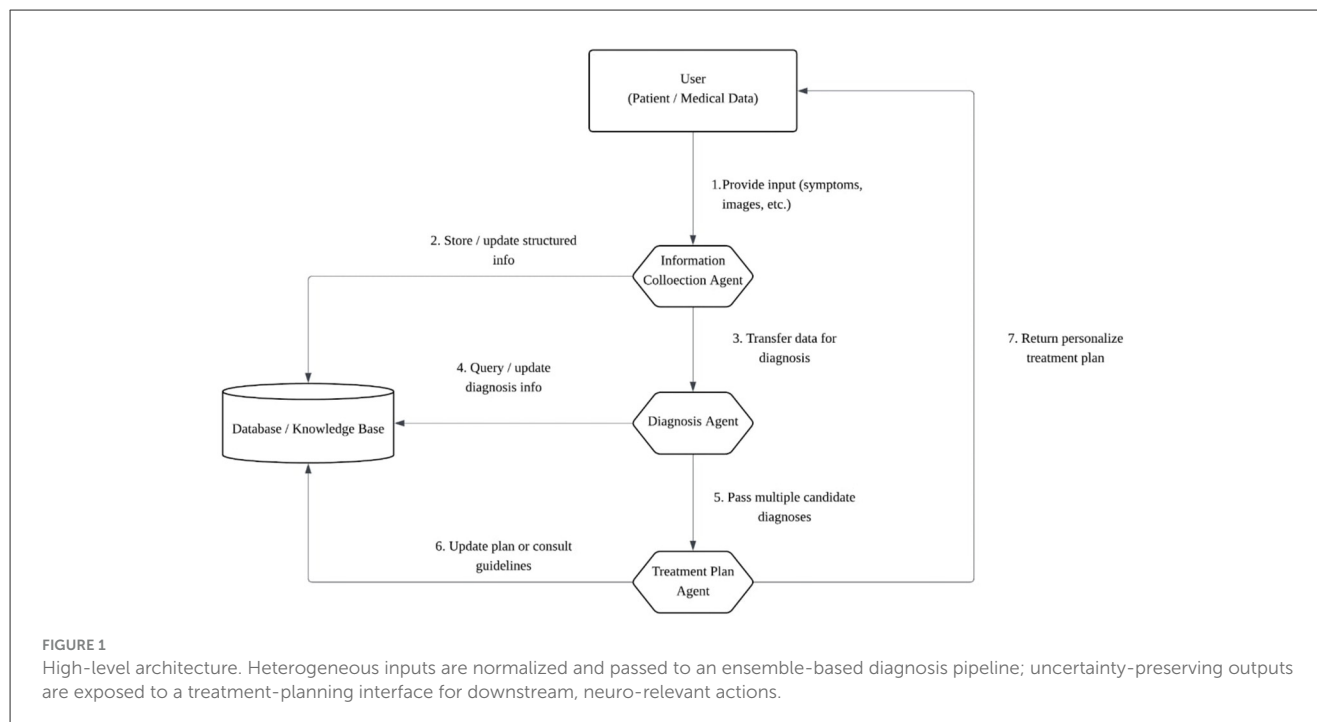 User
(Patient / Medical Data)
1.Provide input (symptoms,
images, etc.)
2. Store / update structured
info
Information
Colloection Agent
3. Transfer data for
diagnosis
7. Return personalize
treatment plan
4. Query / update
diagnosis info
Database / Knowledge Base
Diagnosis Agent
5. Pass multiple candidate
diagnoses
6. Update plan or consult
guidelines
Treatment Plan
Agent
FIGURE 1
High-level architecture. Heterogeneous inputs are normalized and passed to an ensemble-based diagnosis pipeline; uncertainty-preserving outputs
are exposed to a treatment-planning interface for downstream, neuro-relevant actions.